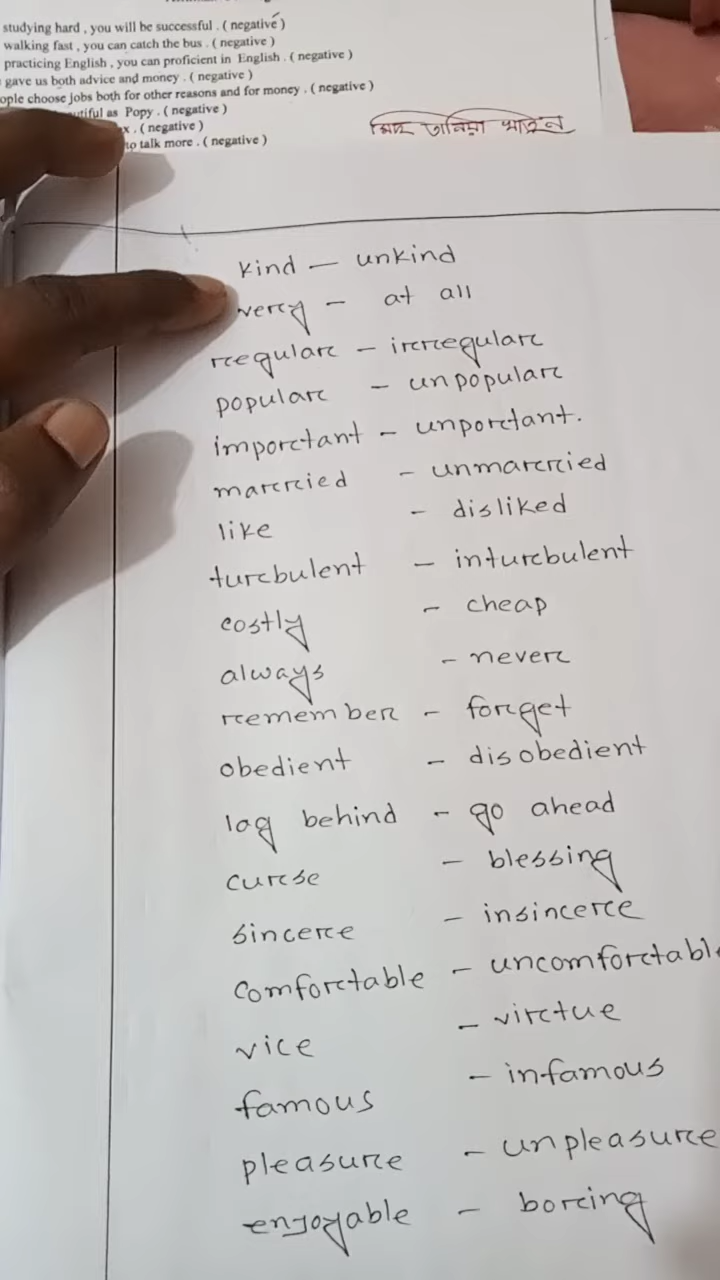 studying hard , you will be successful . ( negative )
walking fast , you can catch the bus . ( negative )
practicing English , you can proficient in English . ( negative )
gave us both advice and money . ( negative )
ople choose jobs both for other reasons and for money . ( negative )
utiful as Popy . ( negative )
x . ( negative )
to talk more . ( negative )
kind — unkind
very — at all
regular — irregular
popular — unpopular
important — unportant.
married — unmarried
like — disliked
turbulent — inturbulent
costly — cheap
always — never
remember — forget
obedient — disobedient
lag behind — go ahead
curse — blessing
sincere — insincere
comfortable — uncomfortable
vice — virtue
famous — infamous
pleasure — unpleasure
enjoyable — boring